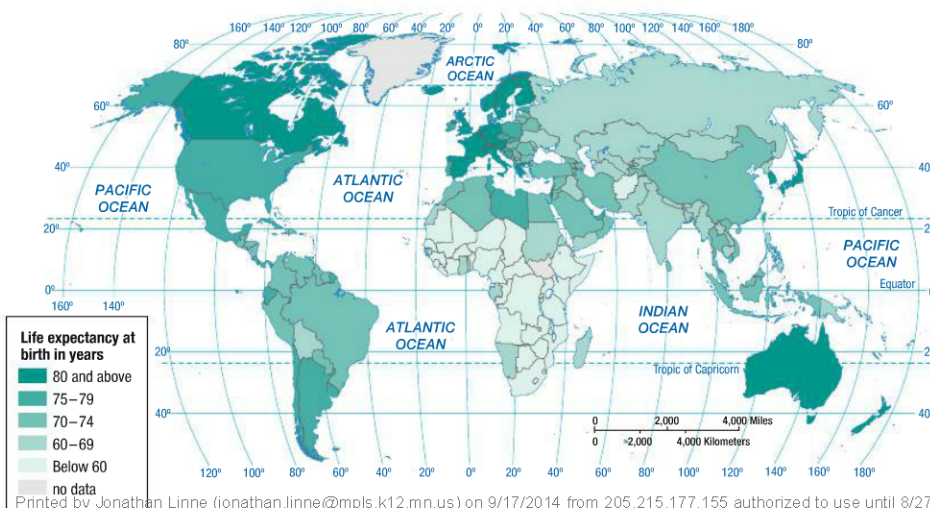 160° 140° 120° 100° 80° 60° 40° 20° 0° 20° 40° 60° 80° 100° 120° 140° 160° 180°
80° 80°
ARCTIC
OCEAN
60° 60°
40° 40°
PACIFIC
OCEAN
ATLANTIC
OCEAN
Tropic of Cancer
20° 20°
PACIFIC
OCEAN
0° Equator
160° 140°
INDIAN
OCEAN
ATLANTIC
OCEAN
20° 2
Tropic of Capricorn
40° 40
0 2,000 4,000 Miles
0 2,000 4,000 Kilometers
120° 100° 80° 60° 40° 20° 0° 20° 40° 60° 80° 100° 120° 140° 160° 180°
Life expectancy at
birth in years
80 and above
75–79
70–74
60–69
Below 60
no data
Printed by Jonathan Linne (jonathan.linne@mpls.k12.mn.us) on 9/17/2014 from 205.215.177.155 authorized to use until 8/27